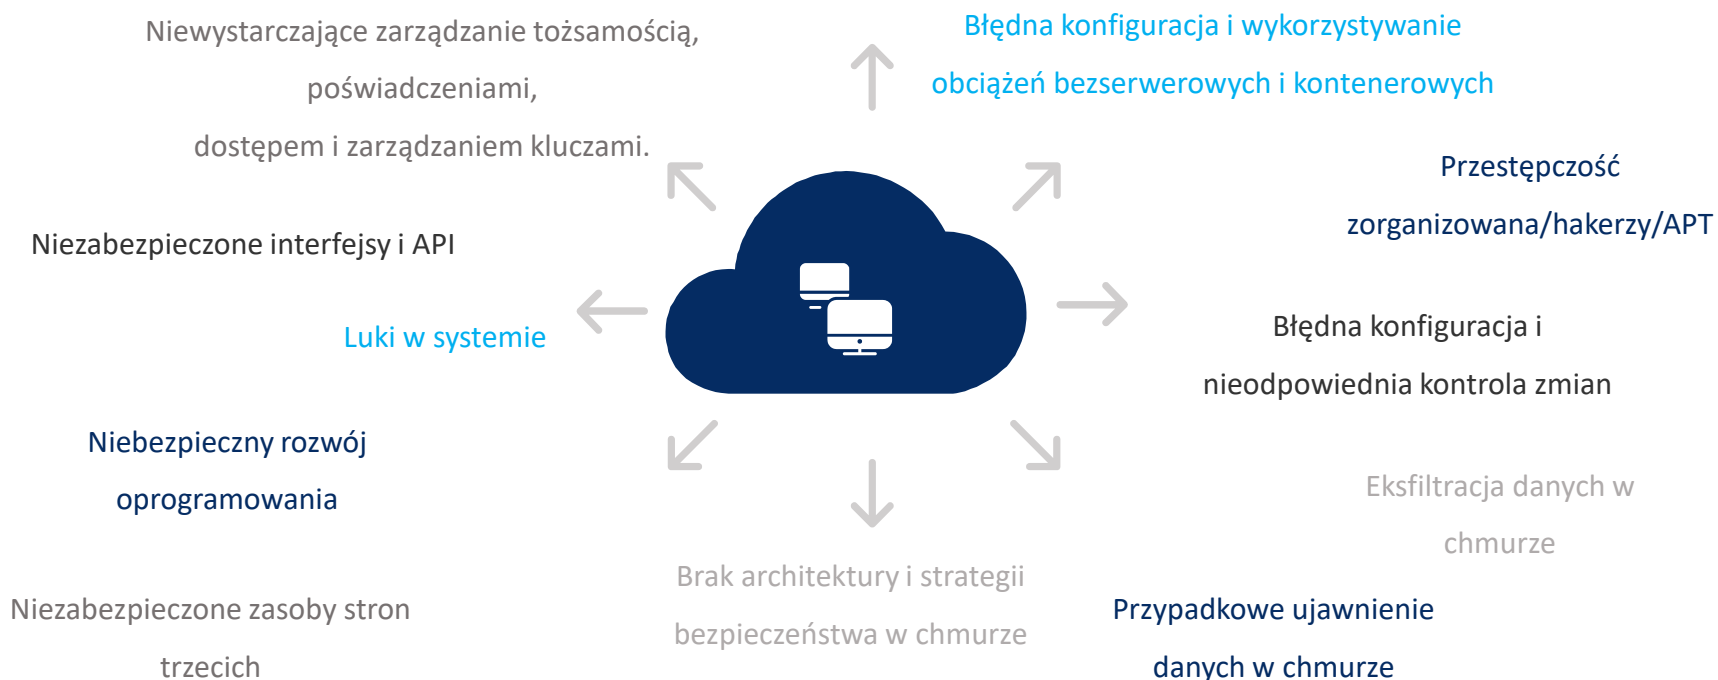 Niewystarczające zarządzanie tożsamością,
poświadczeniami,
dostępem i zarządzaniem kluczami.
Błędna konfiguracja i wykorzystywanie
obciążeń bezserwerowych i kontenerowych
Przestępczość
zorganizowana/hakerzy/APT
Niezabezpieczone interfejsy i API
Luki w systemie
Błędna konfiguracja i
nieodpowiednia kontrola zmian
Niebezpieczny rozwój
oprogramowania
Eksfiltracja danych w
chmurze
Brak architektury i strategii
bezpieczeństwa w chmurze
Niezabezpieczone zasoby stron
trzecich
Przypadkowe ujawnienie
danych w chmurze